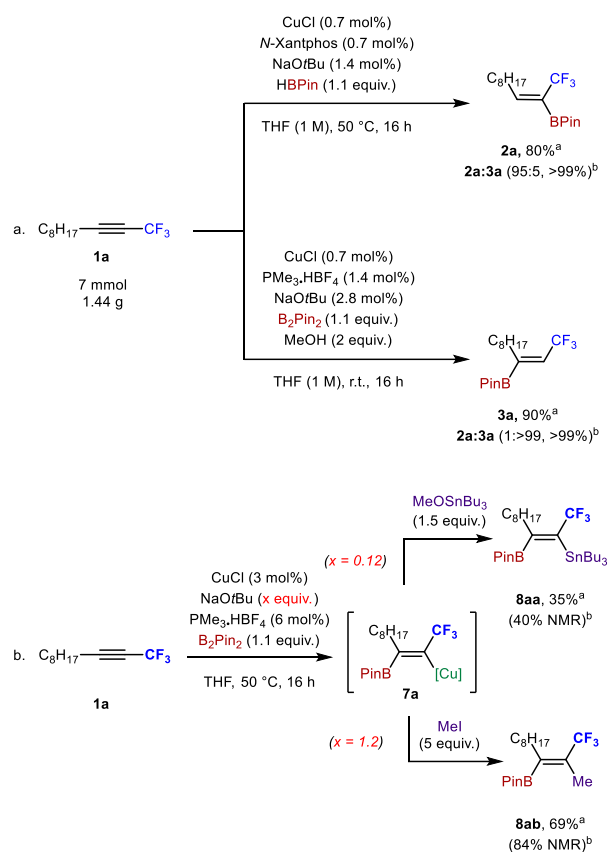 CuCl (0.7 mol%)
N-Xantphos (0.7 mol%)
NaOtBu (1.4 mol%)
HBPin (1.1 equiv.)
THF (1 M), 50 °C, 16 h
C₈H₁₇
CF₃
BPin
2a, 80%ᵃ
2a:3a (95:5, >99%)ᵇ
a.
C₈H₁₇
CF₃
1a
7 mmol
1.44 g
CuCl (0.7 mol%)
PMe₃.HBF₄ (1.4 mol%)
NaOtBu (2.8 mol%)
B₂Pin₂ (1.1 equiv.)
MeOH (2 equiv.)
THF (1 M), r.t., 16 h
C₈H₁₇
CF₃
PinB
3a, 90%ᵃ
2a:3a (1:>99, >99%)ᵇ
MeOSnBu₃
(1.5 equiv.)
(x = 0.12)
C₈H₁₇
CF₃
PinB
SnBu₃
8aa, 35%ᵃ
(40% NMR)ᵇ
b.
C₈H₁₇
CF₃
1a
CuCl (3 mol%)
NaOtBu (x equiv.)
PMe₃.HBF₄ (6 mol%)
B₂Pin₂ (1.1 equiv.)
THF, 50 °C, 16 h
C₈H₁₇
CF₃
PinB
[Cu]
7a
(x = 1.2)
MeI
(5 equiv.)
C₈H₁₇
CF₃
PinB
Me
8ab, 69%ᵃ
(84% NMR)ᵇ